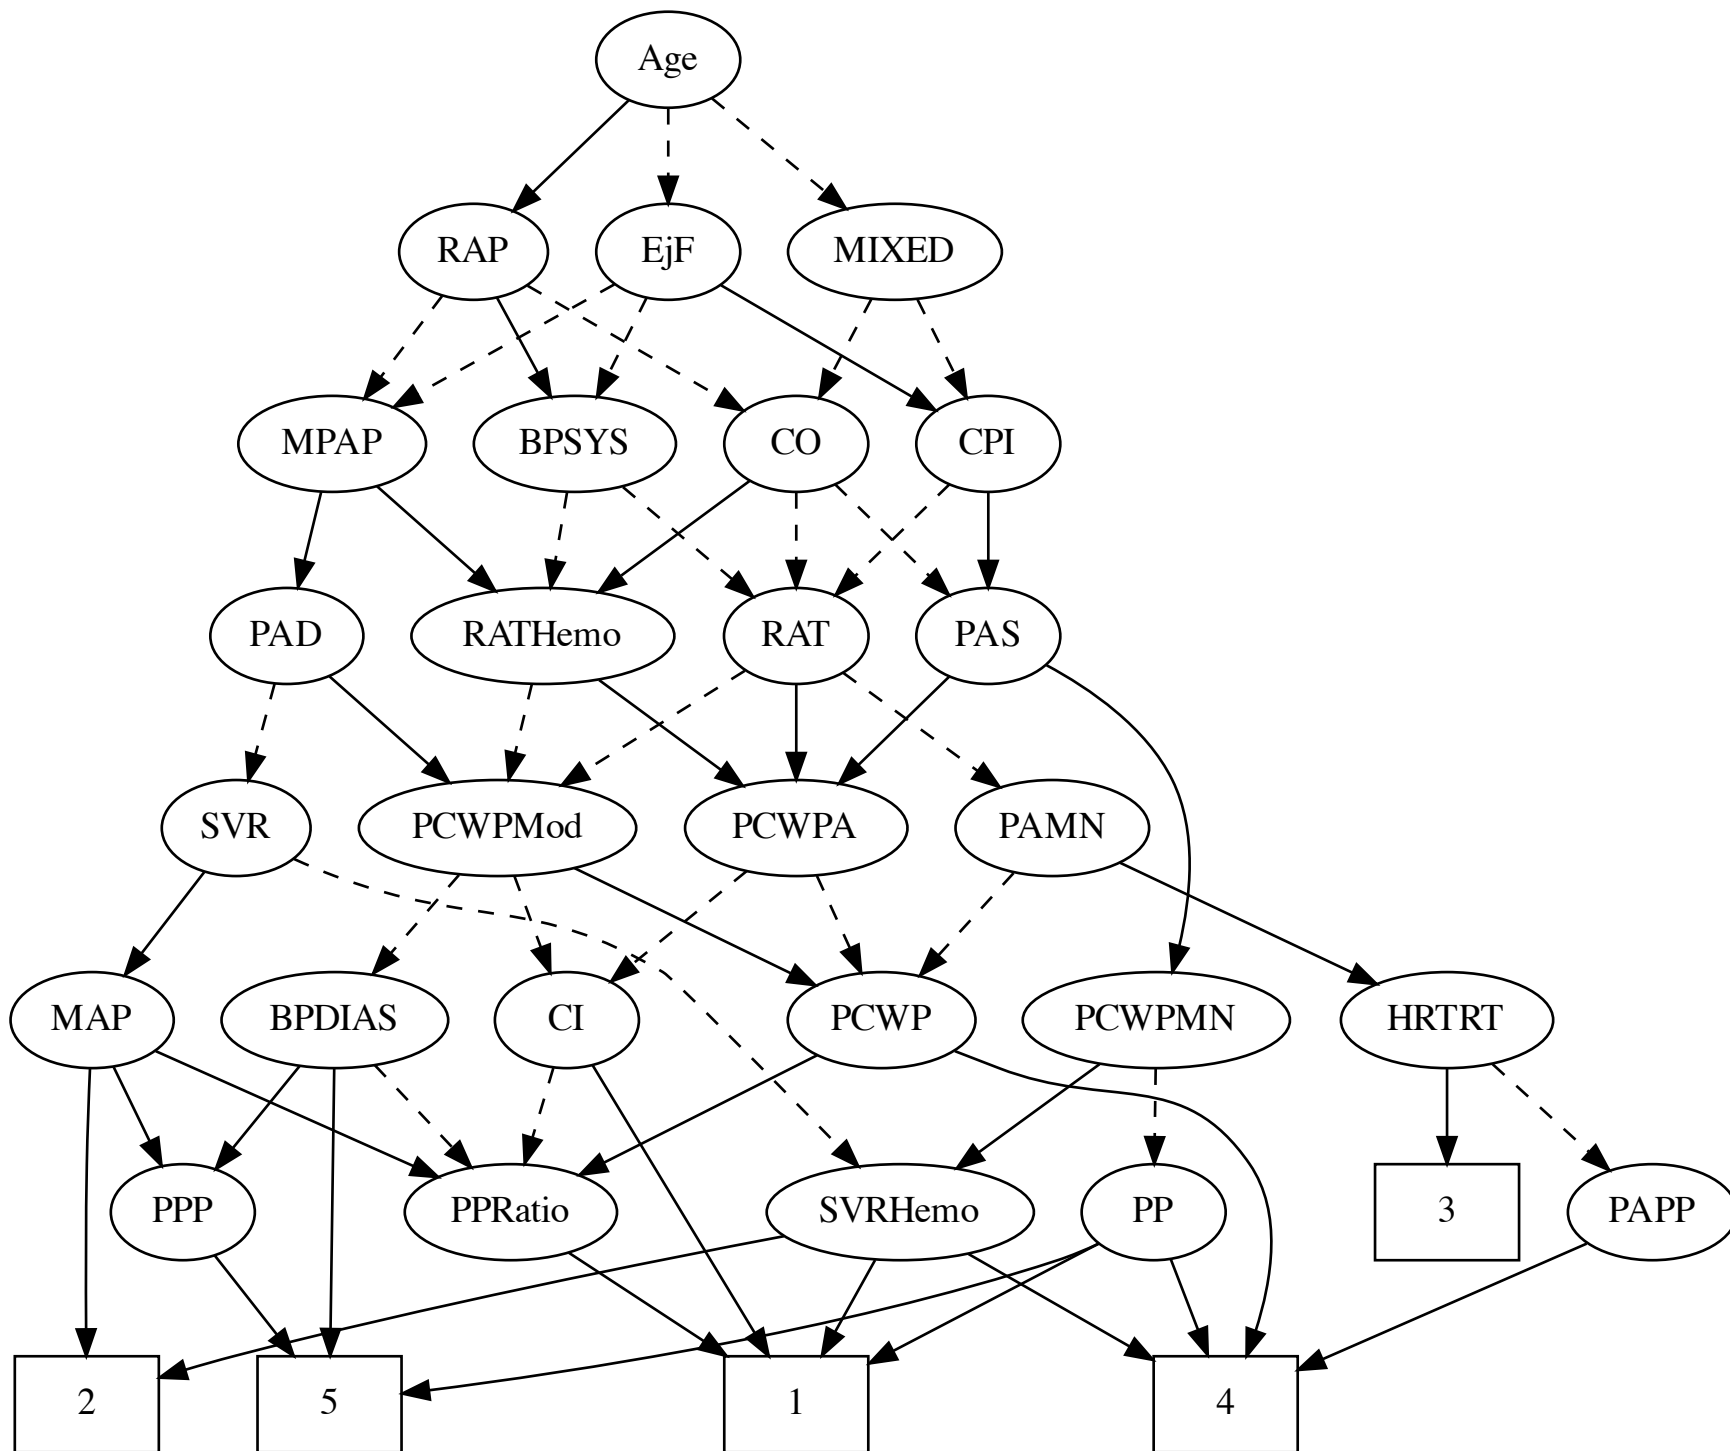 Age
RAP
EjF
MIXED
MPAP
BPSYS
CO
CPI
PAD
RATHemo
RAT
PAS
SVR
PCWPMod
PCWPA
PAMN
MAP
BPDIAS
CI
PCWP
PCWPMN
HRTRT
PPP
PPRatio
SVRHemo
PP
3
PAPP
2
5
1
4